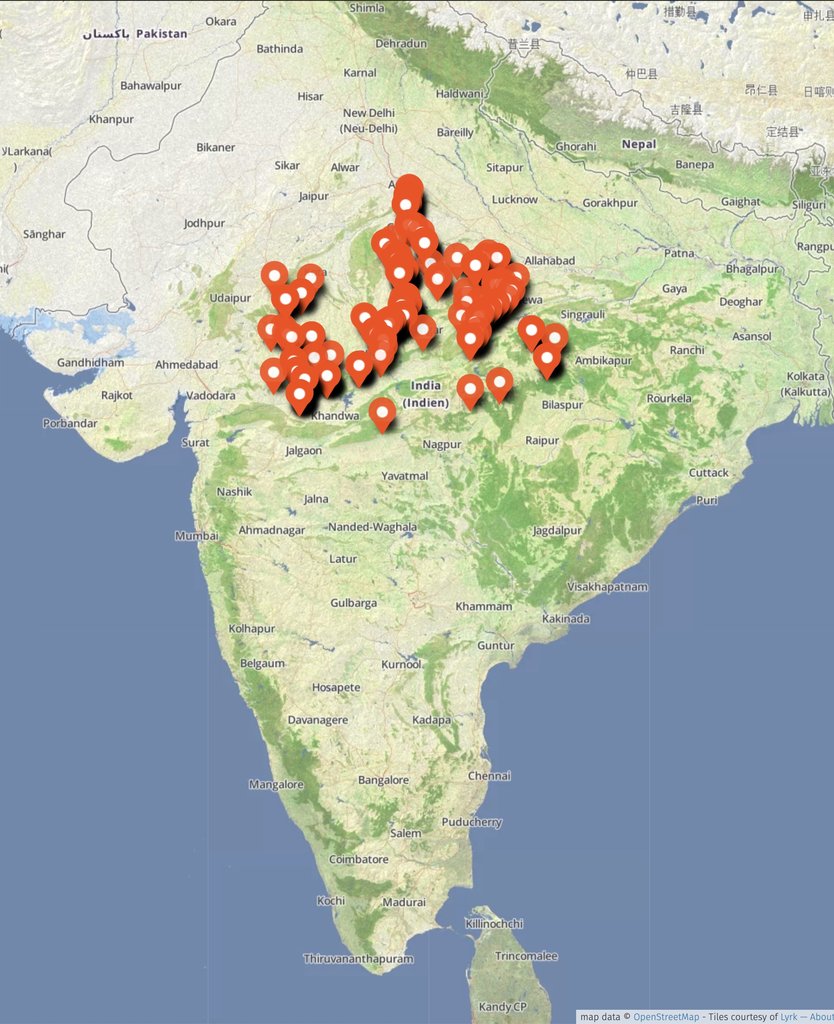 Shimla
Okara
پاکستان Pakistan
Bathinda
Dehradun
普兰县
措勤县
申扎县
Karnal
仲巴县
Bahawalpur
Hisar
Haldwani
昂仁县
日喀则
Khanpur
New Delhi
(Neu-Delhi)
吉隆县
Bareilly
定结县
Bikaner
Ghorahi
Nepal
لاڑکانہ Larkana(
)
Sikar
Alwar
Sitapur
Banepa
Jaipur
Lucknow
Gorakhpur
Gaighat
Siliguri
Jodhpur
Sānghar
Rangpu
Allahabad
Patna
Bhagalpur
Udaipur
Gaya
Deoghar
ewa
Singrauli
Asansol
Gandhidham
Ahmedabad
Ambikapur
Ranchi
Rajkot
Vadodara
India
(Indien)
Kolkata
(Kalkutta)
Porbandar
Khandwa
Bilaspur
Rourkela
Surat
Jalgaon
Nagpur
Raipur
Yavatmal
Cuttack
Nashik
Jalna
Puri
Mumbai
Ahmadnagar
Nanded-Waghala
Jagdalpur
Latur
Visakhapatnam
Gulbarga
Khammam
Kakinada
Kolhapur
Guntur
Belgaum
Kurnool
Hosapete
Davanagere
Kadapa
Mangalore
Bangalore
Chennai
Puducherry
Salem
Coimbatore
Kochi
Madurai
Killinochchi
Thiruvananthapuram
Trincomalee
Kandy CP
map data © OpenStreetMap - Tiles courtesy of Lyrk — About